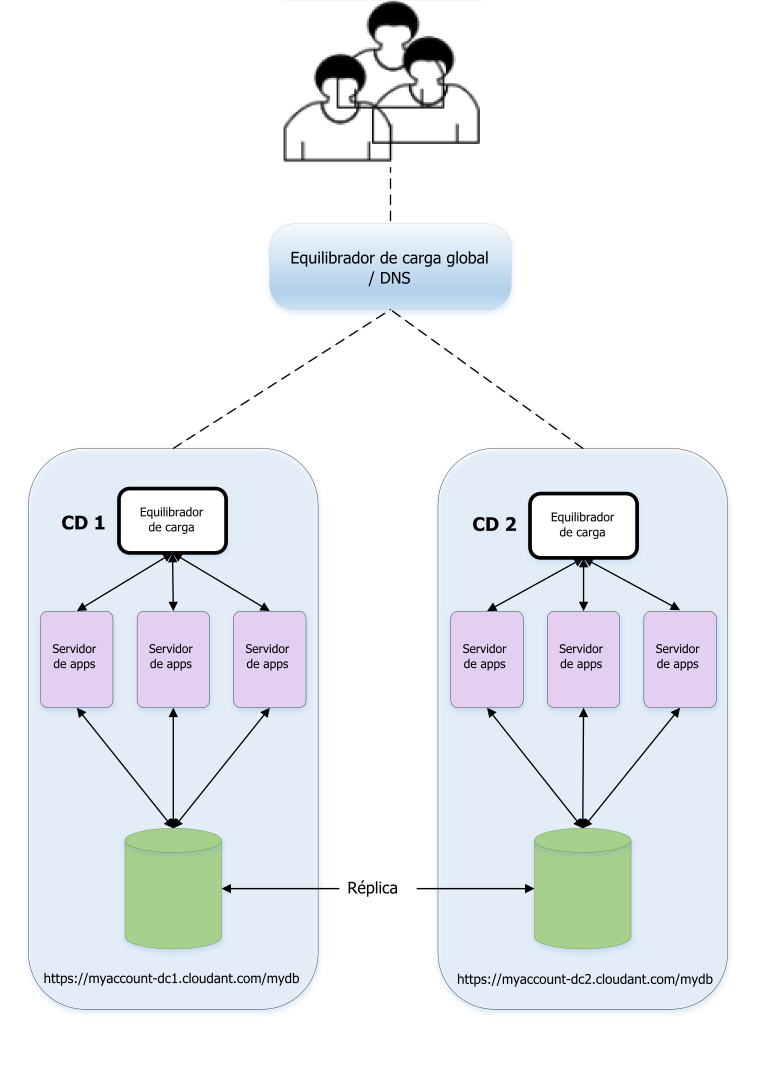 Equilibrador de carga global
/ DNS
CD 1
Equilibrador
de carga
Servidor
de apps
Servidor
de apps
Servidor
de apps
https://myaccount-dc1.cloudant.com/mydb
CD 2
Equilibrador
de carga
Servidor
de apps
Servidor
de apps
Servidor
de apps
https://myaccount-dc2.cloudant.com/mydb
Réplica